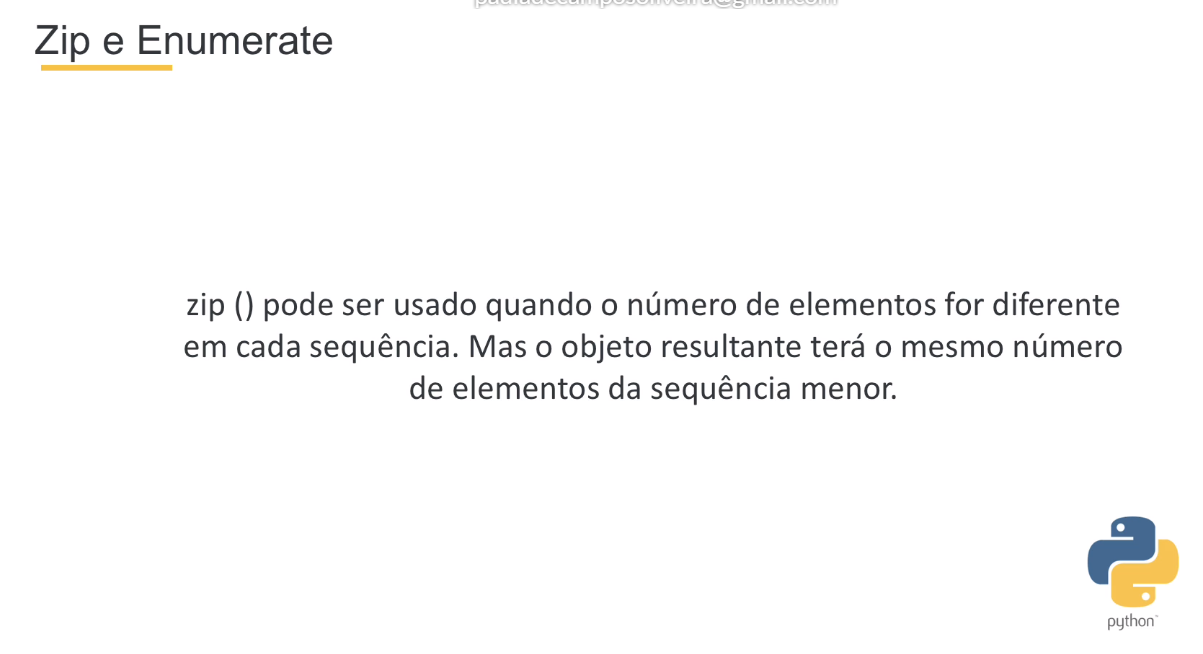 Zip e Enumerate
zip () pode ser usado quando o número de elementos for diferente
em cada sequência. Mas o objeto resultante terá o mesmo número
de elementos da sequência menor.
python